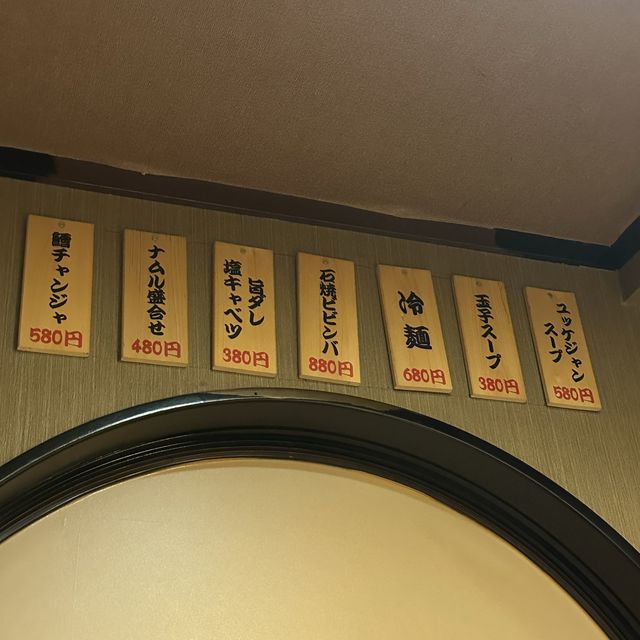 鱈チャンジャ
580円
ナムル盛合せ
480円
旨ダレ
塩キャベツ
380円
石焼ビビンバ
880円
冷麺
680円
玉子スープ
380円
ユッケジャン
スープ
580円